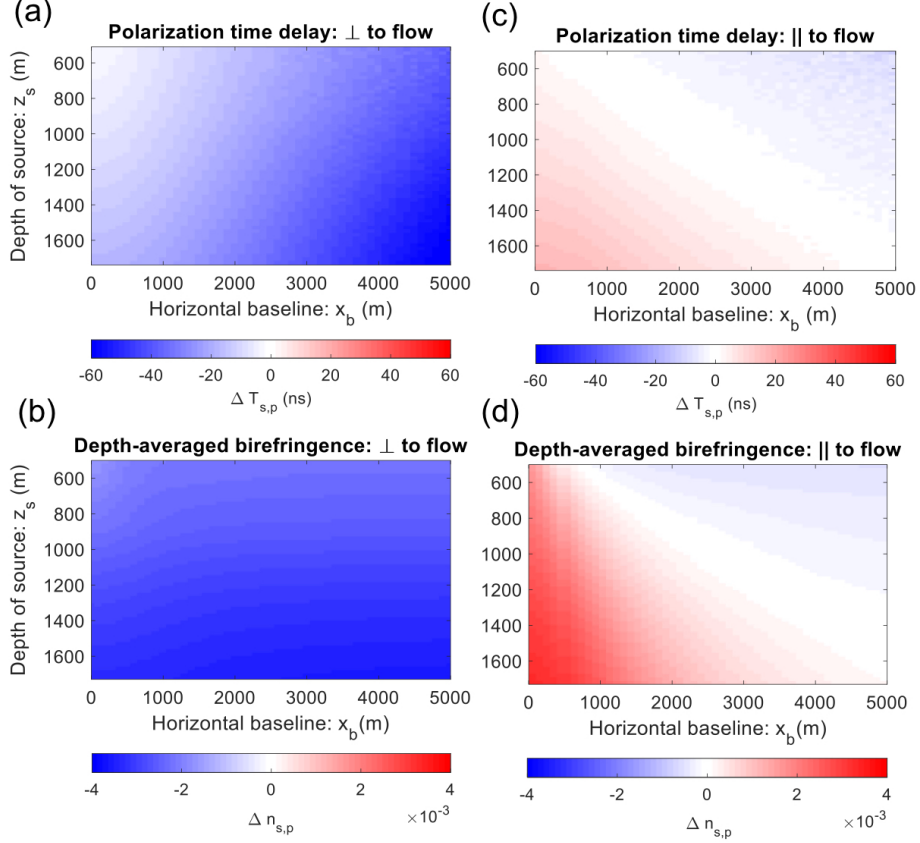 (a)
Polarization time delay: ⊥ to flow
Depth of source: z_s (m)
600
800
1000
1200
1400
1600
0 1000 2000 3000 4000 5000
Horizontal baseline: x_b (m)
-60 -40 -20 0 20 40 60
Δ T_s,p (ns)
(b)
Depth-averaged birefringence: ⊥ to flow
Depth of source: z_s (m)
600
800
1000
1200
1400
1600
0 1000 2000 3000 4000 5000
Horizontal baseline: x_b(m)
-4 -2 0 2 4
Δ n_s,p
×10^-3
(c)
Polarization time delay: || to flow
600
800
1000
1200
1400
1600
0 1000 2000 3000 4000 5000
Horizontal baseline: x_b (m)
-60 -40 -20 0 20 40 60
Δ T_s,p (ns)
(d)
Depth-averaged birefringence: || to flow
600
800
1000
1200
1400
1600
0 1000 2000 3000 4000 5000
Horizontal baseline: x_b (m)
-4 -2 0 2 4
Δ n_s,p
×10^-3